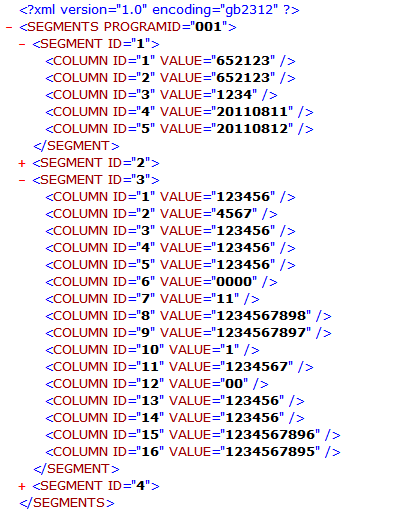 <?xml version="1.0" encoding="gb2312" ?>
- <SEGMENTS PROGRAMID="001">
- <SEGMENT ID="1">
<COLUMN ID="1" VALUE="652123" />
<COLUMN ID="2" VALUE="652123" />
<COLUMN ID="3" VALUE="1234" />
<COLUMN ID="4" VALUE="20110811" />
<COLUMN ID="5" VALUE="20110812" />
</SEGMENT>
+ <SEGMENT ID="2">
- <SEGMENT ID="3">
<COLUMN ID="1" VALUE="123456" />
<COLUMN ID="2" VALUE="4567" />
<COLUMN ID="3" VALUE="123456" />
<COLUMN ID="4" VALUE="123456" />
<COLUMN ID="5" VALUE="123456" />
<COLUMN ID="6" VALUE="0000" />
<COLUMN ID="7" VALUE="11" />
<COLUMN ID="8" VALUE="1234567898" />
<COLUMN ID="9" VALUE="1234567897" />
<COLUMN ID="10" VALUE="1" />
<COLUMN ID="11" VALUE="1234567" />
<COLUMN ID="12" VALUE="00" />
<COLUMN ID="13" VALUE="123456" />
<COLUMN ID="14" VALUE="123456" />
<COLUMN ID="15" VALUE="1234567896" />
<COLUMN ID="16" VALUE="1234567895" />
</SEGMENT>
+ <SEGMENT ID="4">
</SEGMENTS>